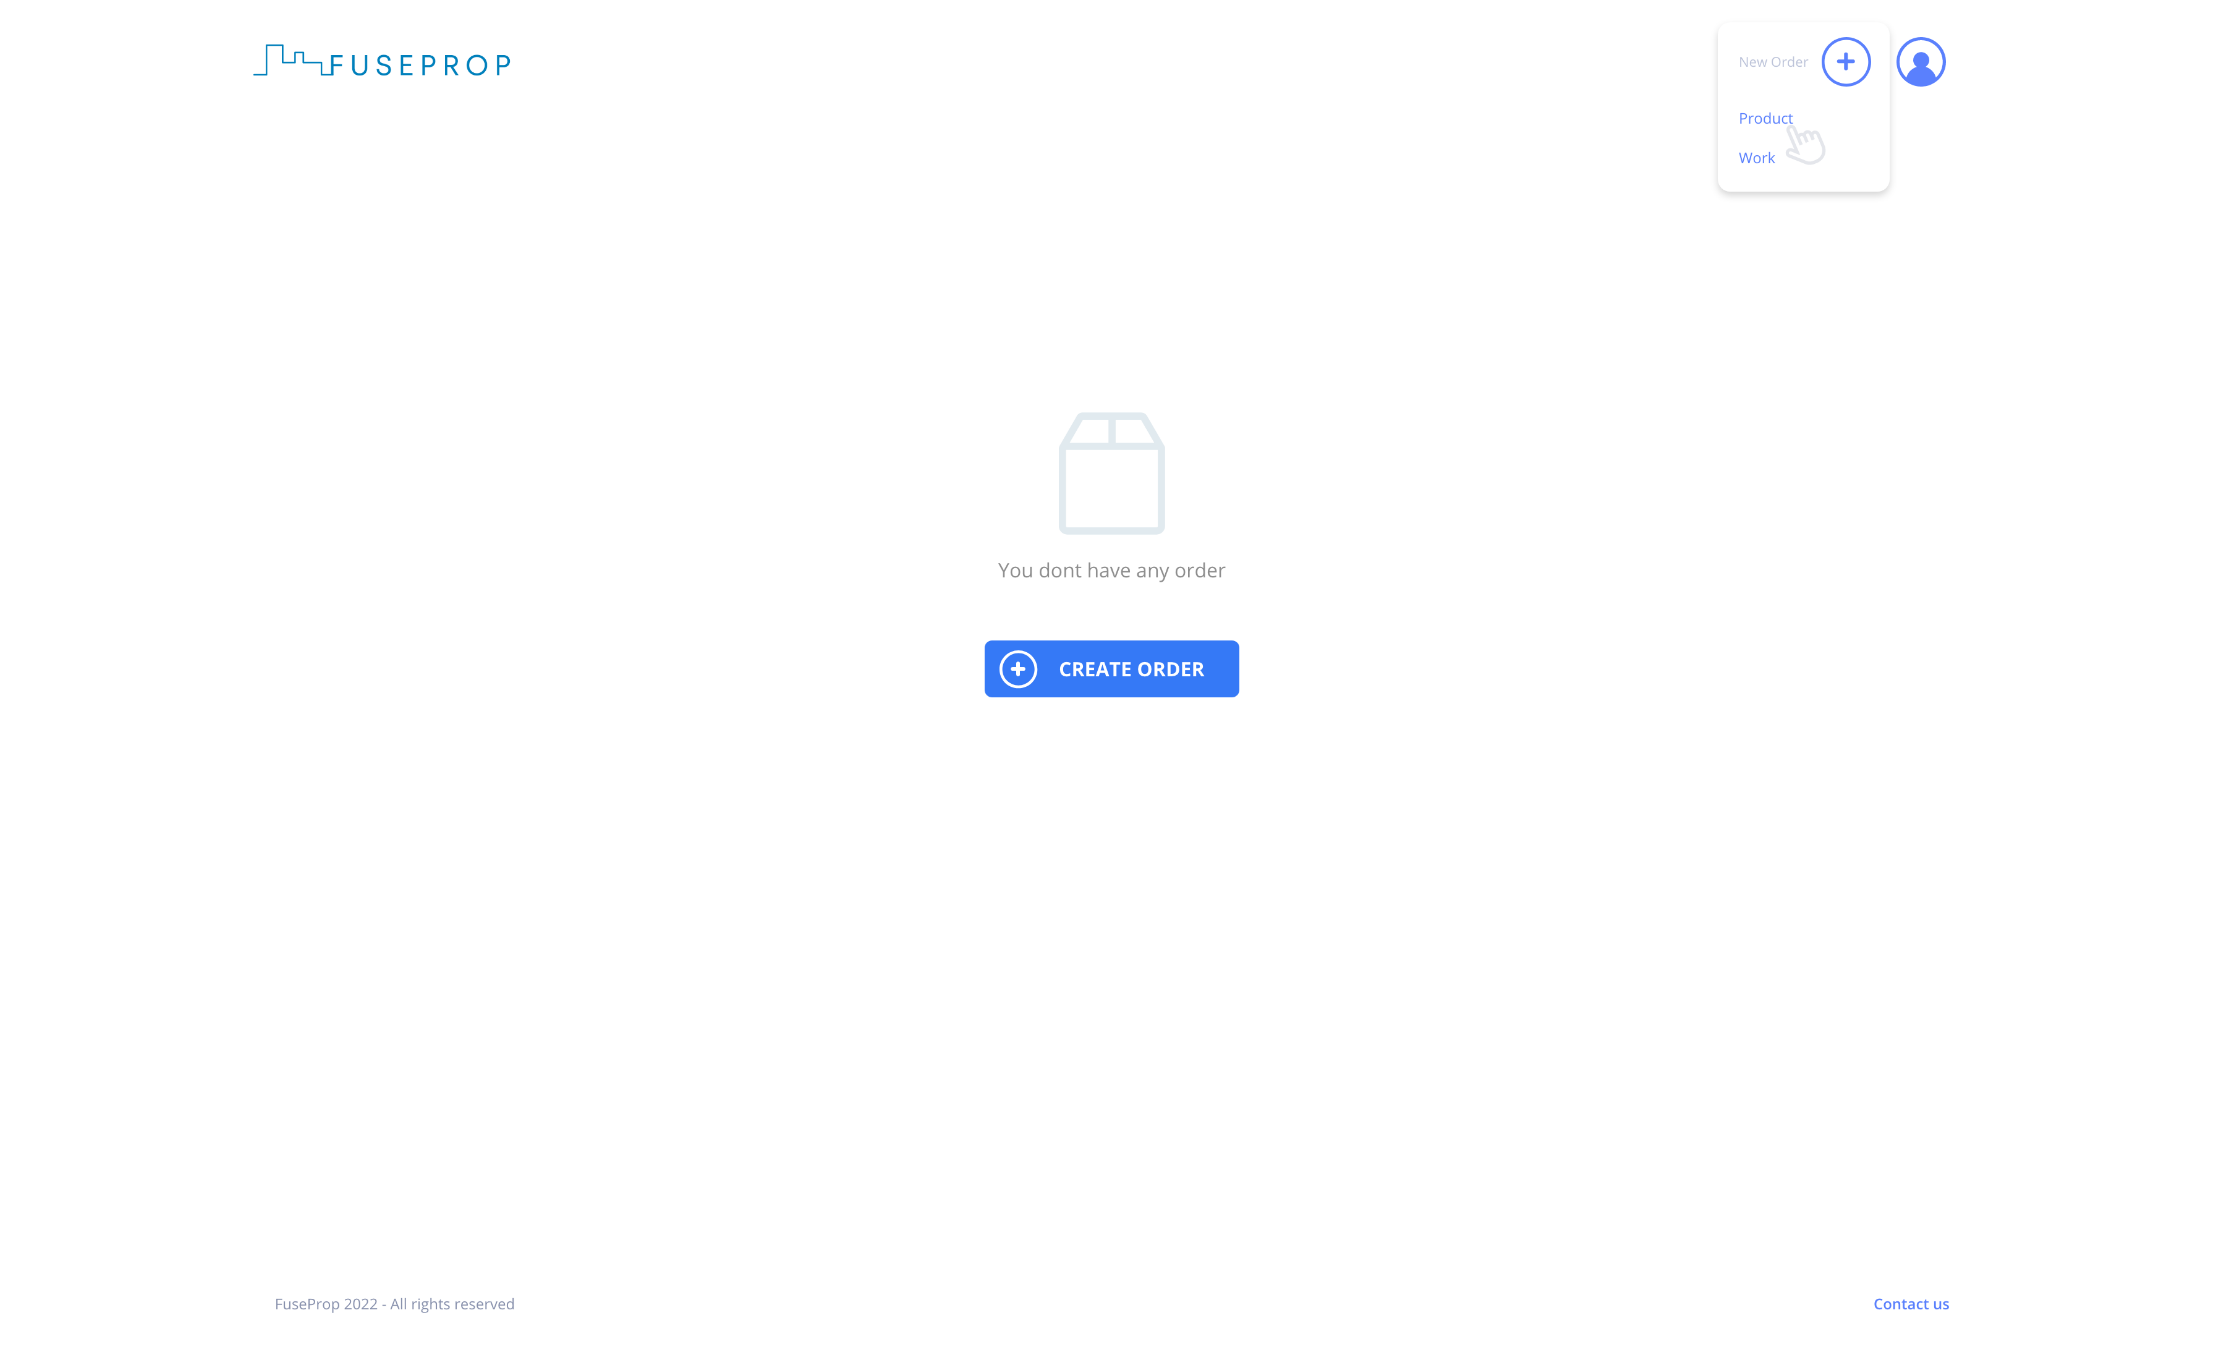 FUSEPROP
New Order
Product
Work
You dont have any order
CREATE ORDER
FuseProp 2022 - All rights reserved
Contact us